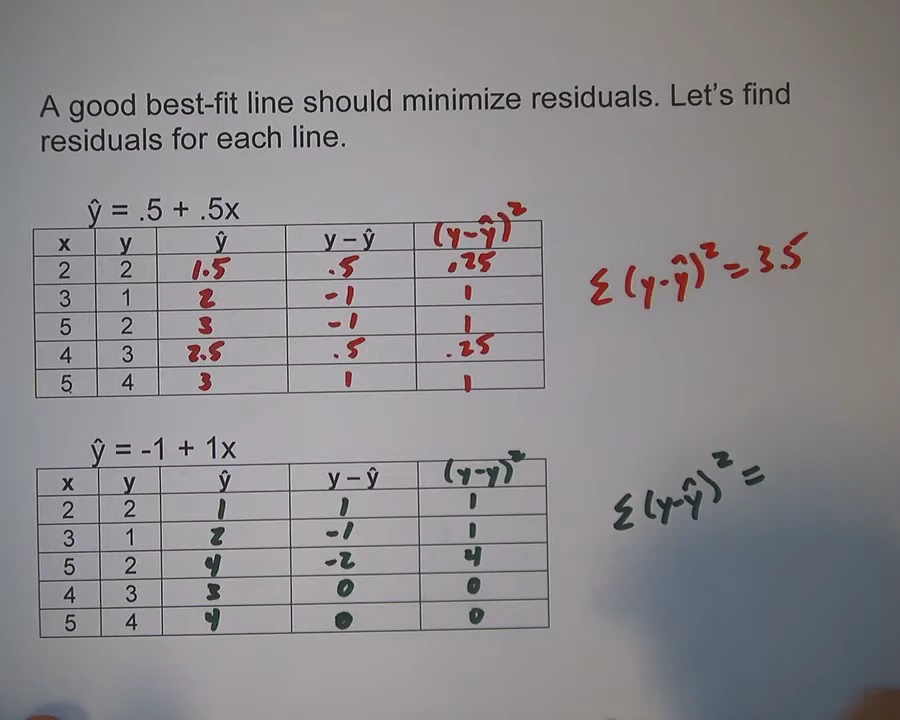 A good best-fit line should minimize residuals. Let's find
residuals for each line.
ŷ = .5 + .5x
x y ŷ y – ŷ (y-ŷ)²
2 2 1.5 .5 .25
3 1 2 -1 1
5 2 3 -1 1
4 3 2.5 .5 .25
5 4 3 1 1
Σ(y-ŷ)² = 3.5
ŷ = -1 + 1x
x y ŷ y – ŷ (y-y)²
2 2 1 1 1
3 1 2 -1 1
5 2 4 -2 4
4 3 3 0 0
5 4 4 0 0
Σ(y-ŷ)² =